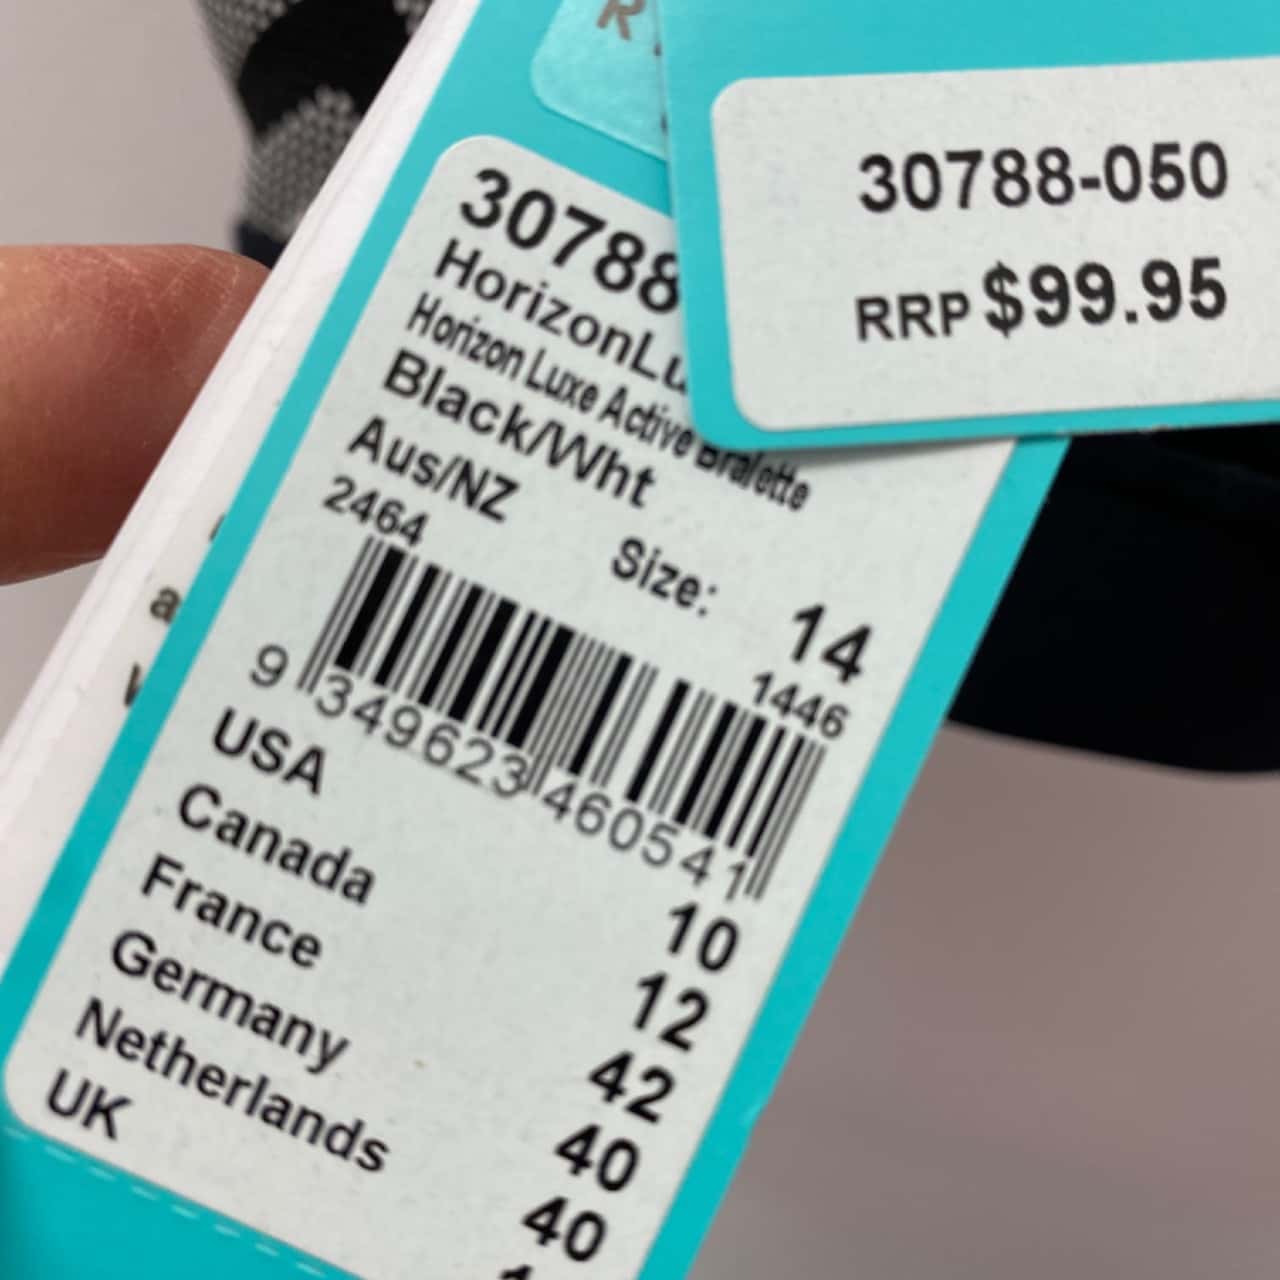 30788-050
RRP $99.95
30788
HorizonLu
Horizon Luxe Active Bralette
Black/Wht
Aus/NZ Size: 14
2464 1446
9 349623 460541
USA 10
Canada 12
France 42
Germany 40
Netherlands 40
UK